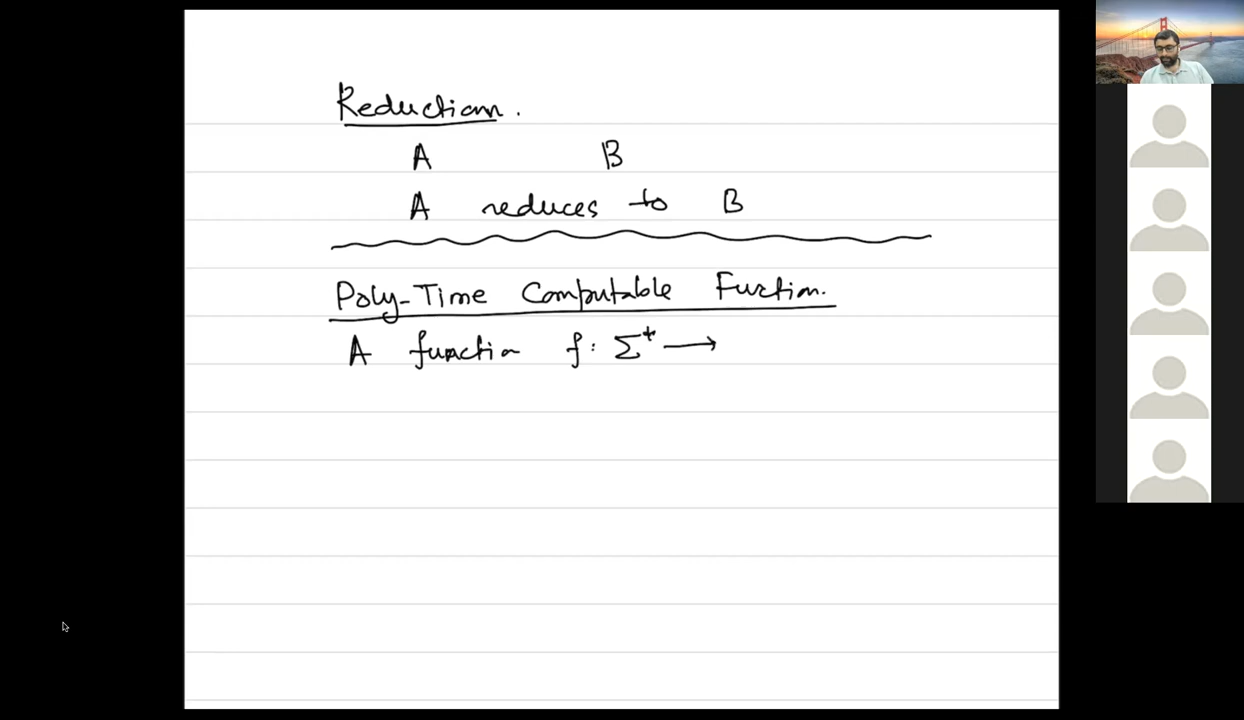 Reduction.
A B
A reduces to B
Poly-Time Computable Function.
A function f: Σ* ⟶